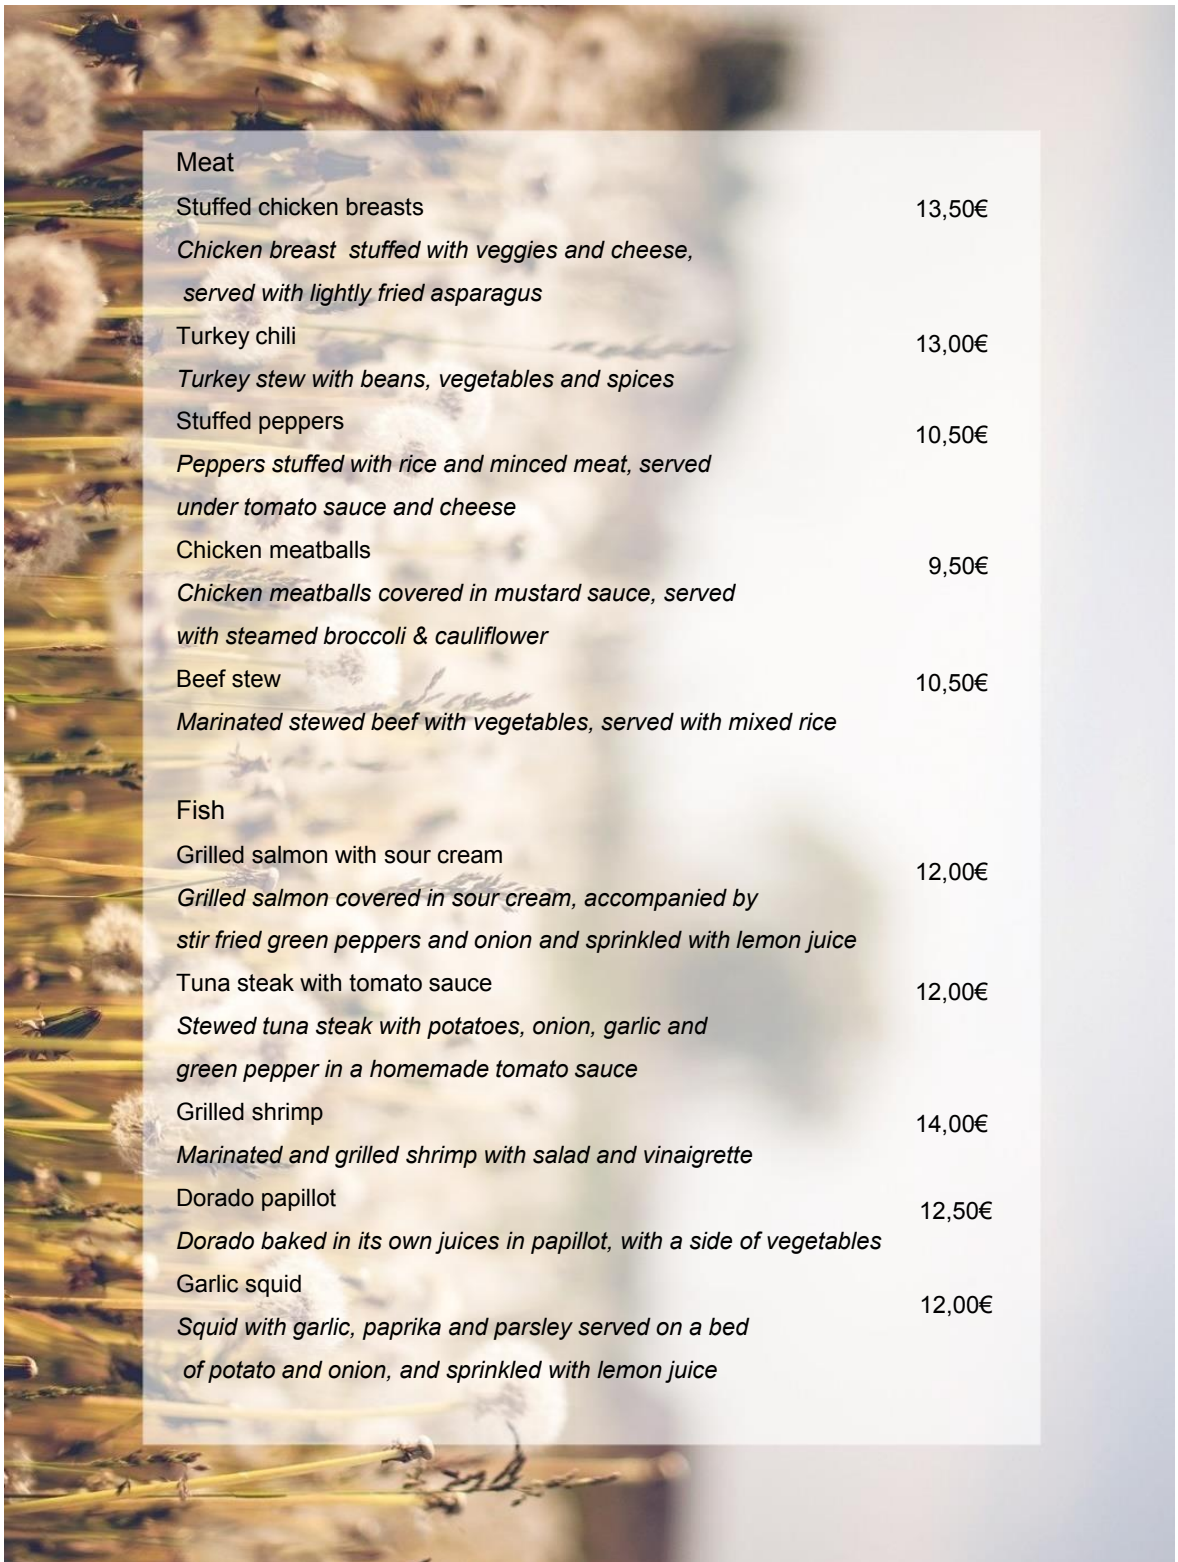 Meat
Stuffed chicken breasts 13,50€
Chicken breast  stuffed with veggies and cheese,
served with lightly fried asparagus
Turkey chili 13,00€
Turkey stew with beans, vegetables and spices
Stuffed peppers 10,50€
Peppers stuffed with rice and minced meat, served
under tomato sauce and cheese
Chicken meatballs 9,50€
Chicken meatballs covered in mustard sauce, served
with steamed broccoli & cauliflower
Beef stew 10,50€
Marinated stewed beef with vegetables, served with mixed rice
Fish
Grilled salmon with sour cream 12,00€
Grilled salmon covered in sour cream, accompanied by
stir fried green peppers and onion and sprinkled with lemon juice
Tuna steak with tomato sauce 12,00€
Stewed tuna steak with potatoes, onion, garlic and
green pepper in a homemade tomato sauce
Grilled shrimp 14,00€
Marinated and grilled shrimp with salad and vinaigrette
Dorado papillot 12,50€
Dorado baked in its own juices in papillot, with a side of vegetables
Garlic squid 12,00€
Squid with garlic, paprika and parsley served on a bed
of potato and onion, and sprinkled with lemon juice